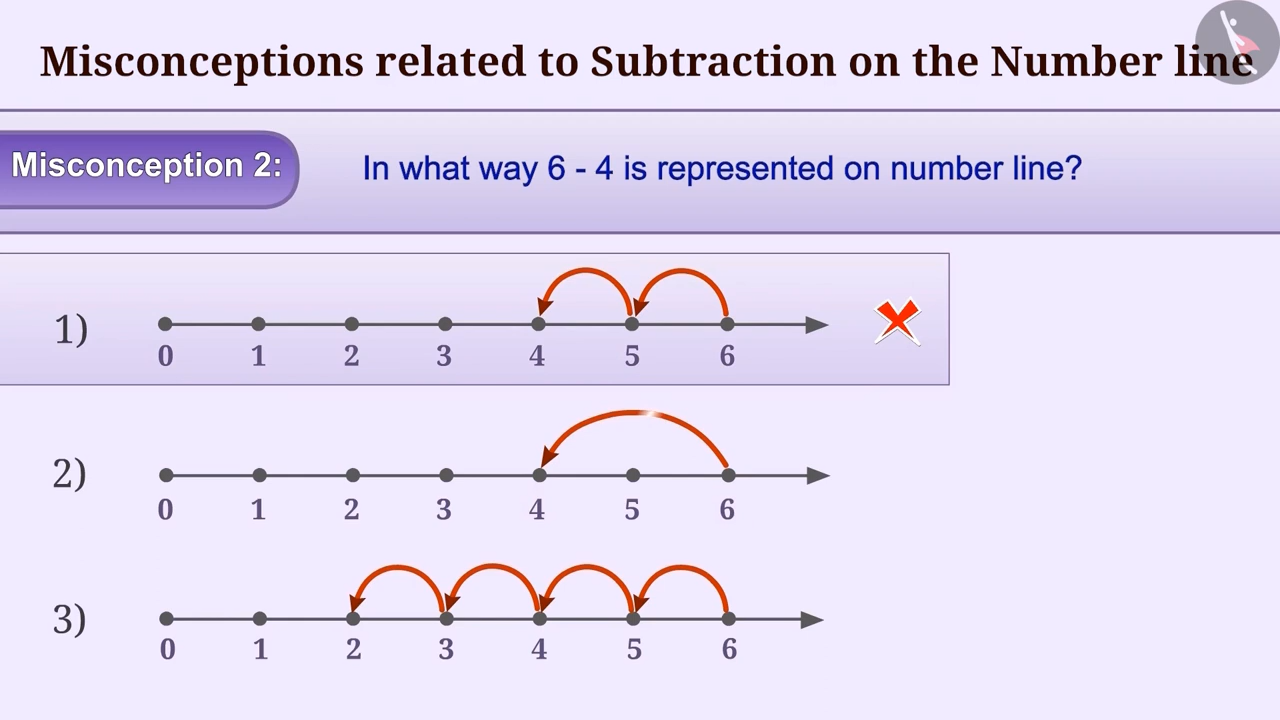 Misconceptions related to Subtraction on the Number line
Misconception 2:
In what way 6 - 4 is represented on number line?
1)
0 1 2 3 4 5 6
2)
0 1 2 3 4 5 6
3)
0 1 2 3 4 5 6